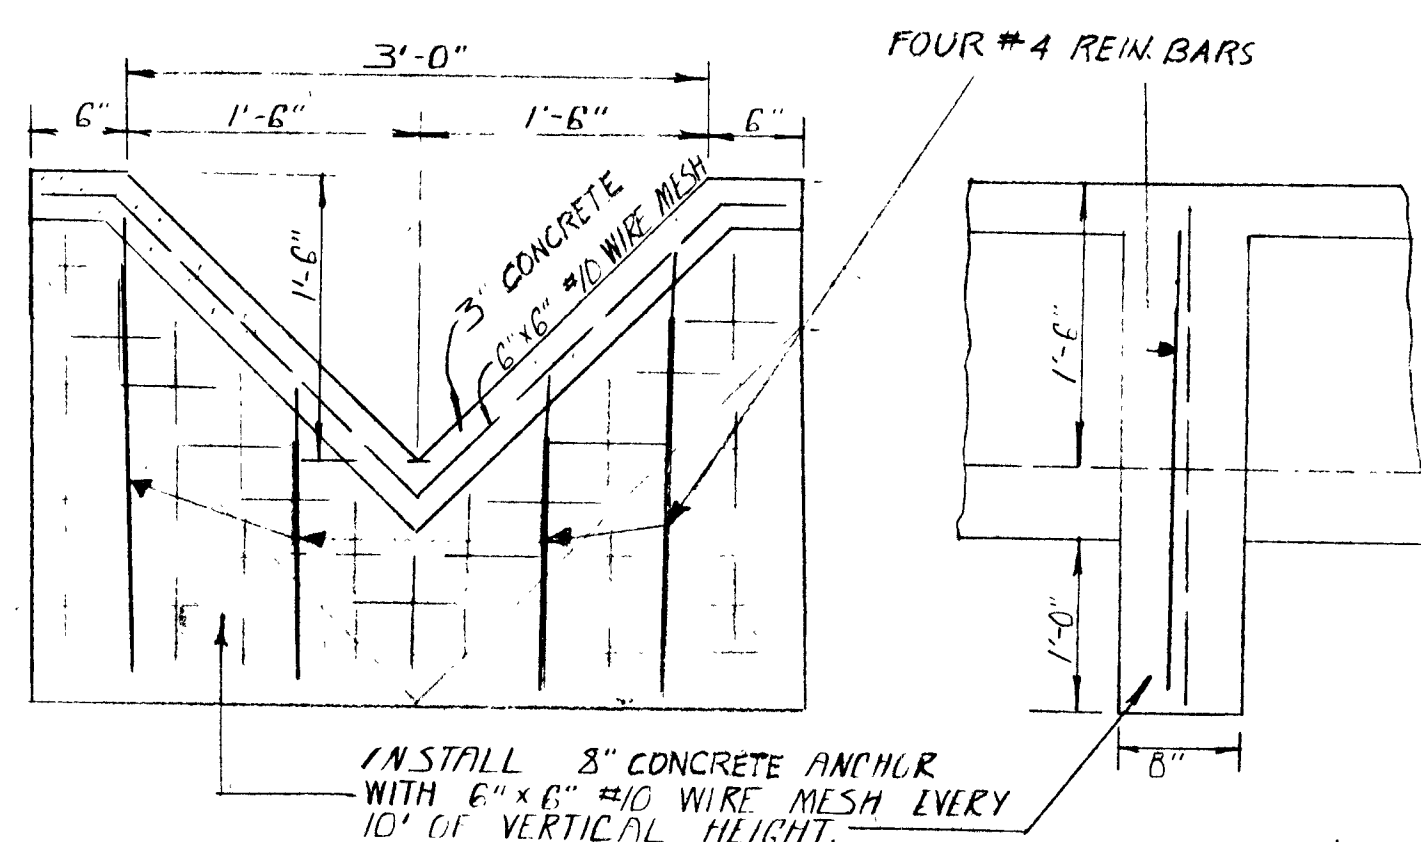 3'-0"
FOUR #4 REIN. BARS
6"
1'-6"
1'-6"
6"
1'-6"
3" CONCRETE
6"x6" #10 WIRE MESH
1'-6"
1'-0"
8"
INSTALL 8" CONCRETE ANCHOR
WITH 6"x6" #10 WIRE MESH EVERY
10' OF VERTICAL HEIGHT.